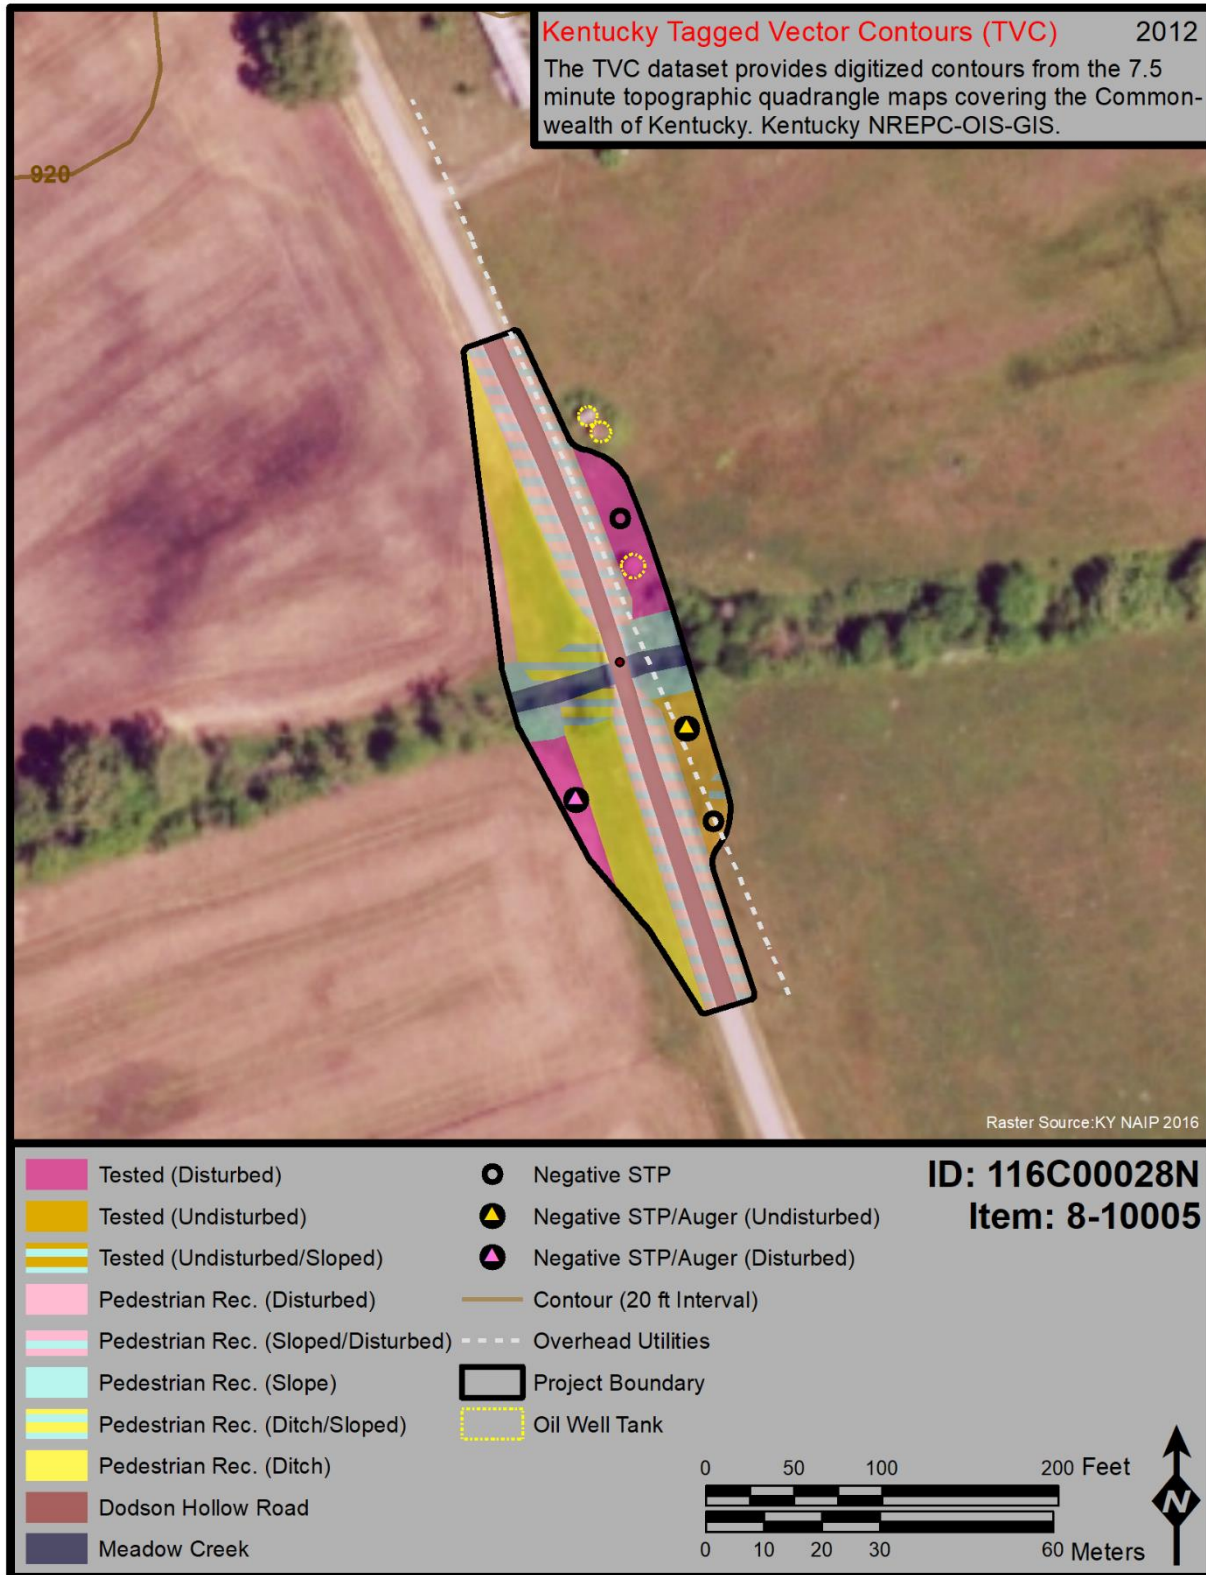 Kentucky Tagged Vector Contours (TVC) 2012
The TVC dataset provides digitized contours from the 7.5
minute topographic quadrangle maps covering the Common-
wealth of Kentucky. Kentucky NREPC-OIS-GIS.
920
Raster Source:KY NAIP 2016
Tested (Disturbed)
Tested (Undisturbed)
Tested (Undisturbed/Sloped)
Pedestrian Rec. (Disturbed)
Pedestrian Rec. (Sloped/Disturbed)
Pedestrian Rec. (Slope)
Pedestrian Rec. (Ditch/Sloped)
Pedestrian Rec. (Ditch)
Dodson Hollow Road
Meadow Creek
Negative STP
Negative STP/Auger (Undisturbed)
Negative STP/Auger (Disturbed)
Contour (20 ft Interval)
Overhead Utilities
Project Boundary
Oil Well Tank
ID: 116C00028N
Item: 8-10005
0 50 100 200 Feet
0 10 20 30 60 Meters
N